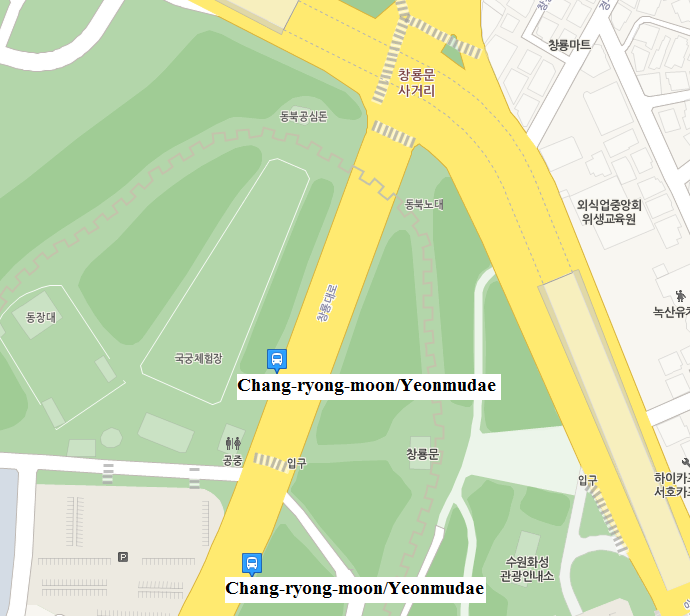 창룡마트
창룡문
사거리
동북공심돈
동북노대
외식업중앙회
위생교육원
창룡대로
동장대
국궁체험장
녹산유치
Chang-ryong-moon/Yeonmudae
공중
입구
창룡문
입구
하이카프
서호카프
P
수원화성
관광안내소
Chang-ryong-moon/Yeonmudae